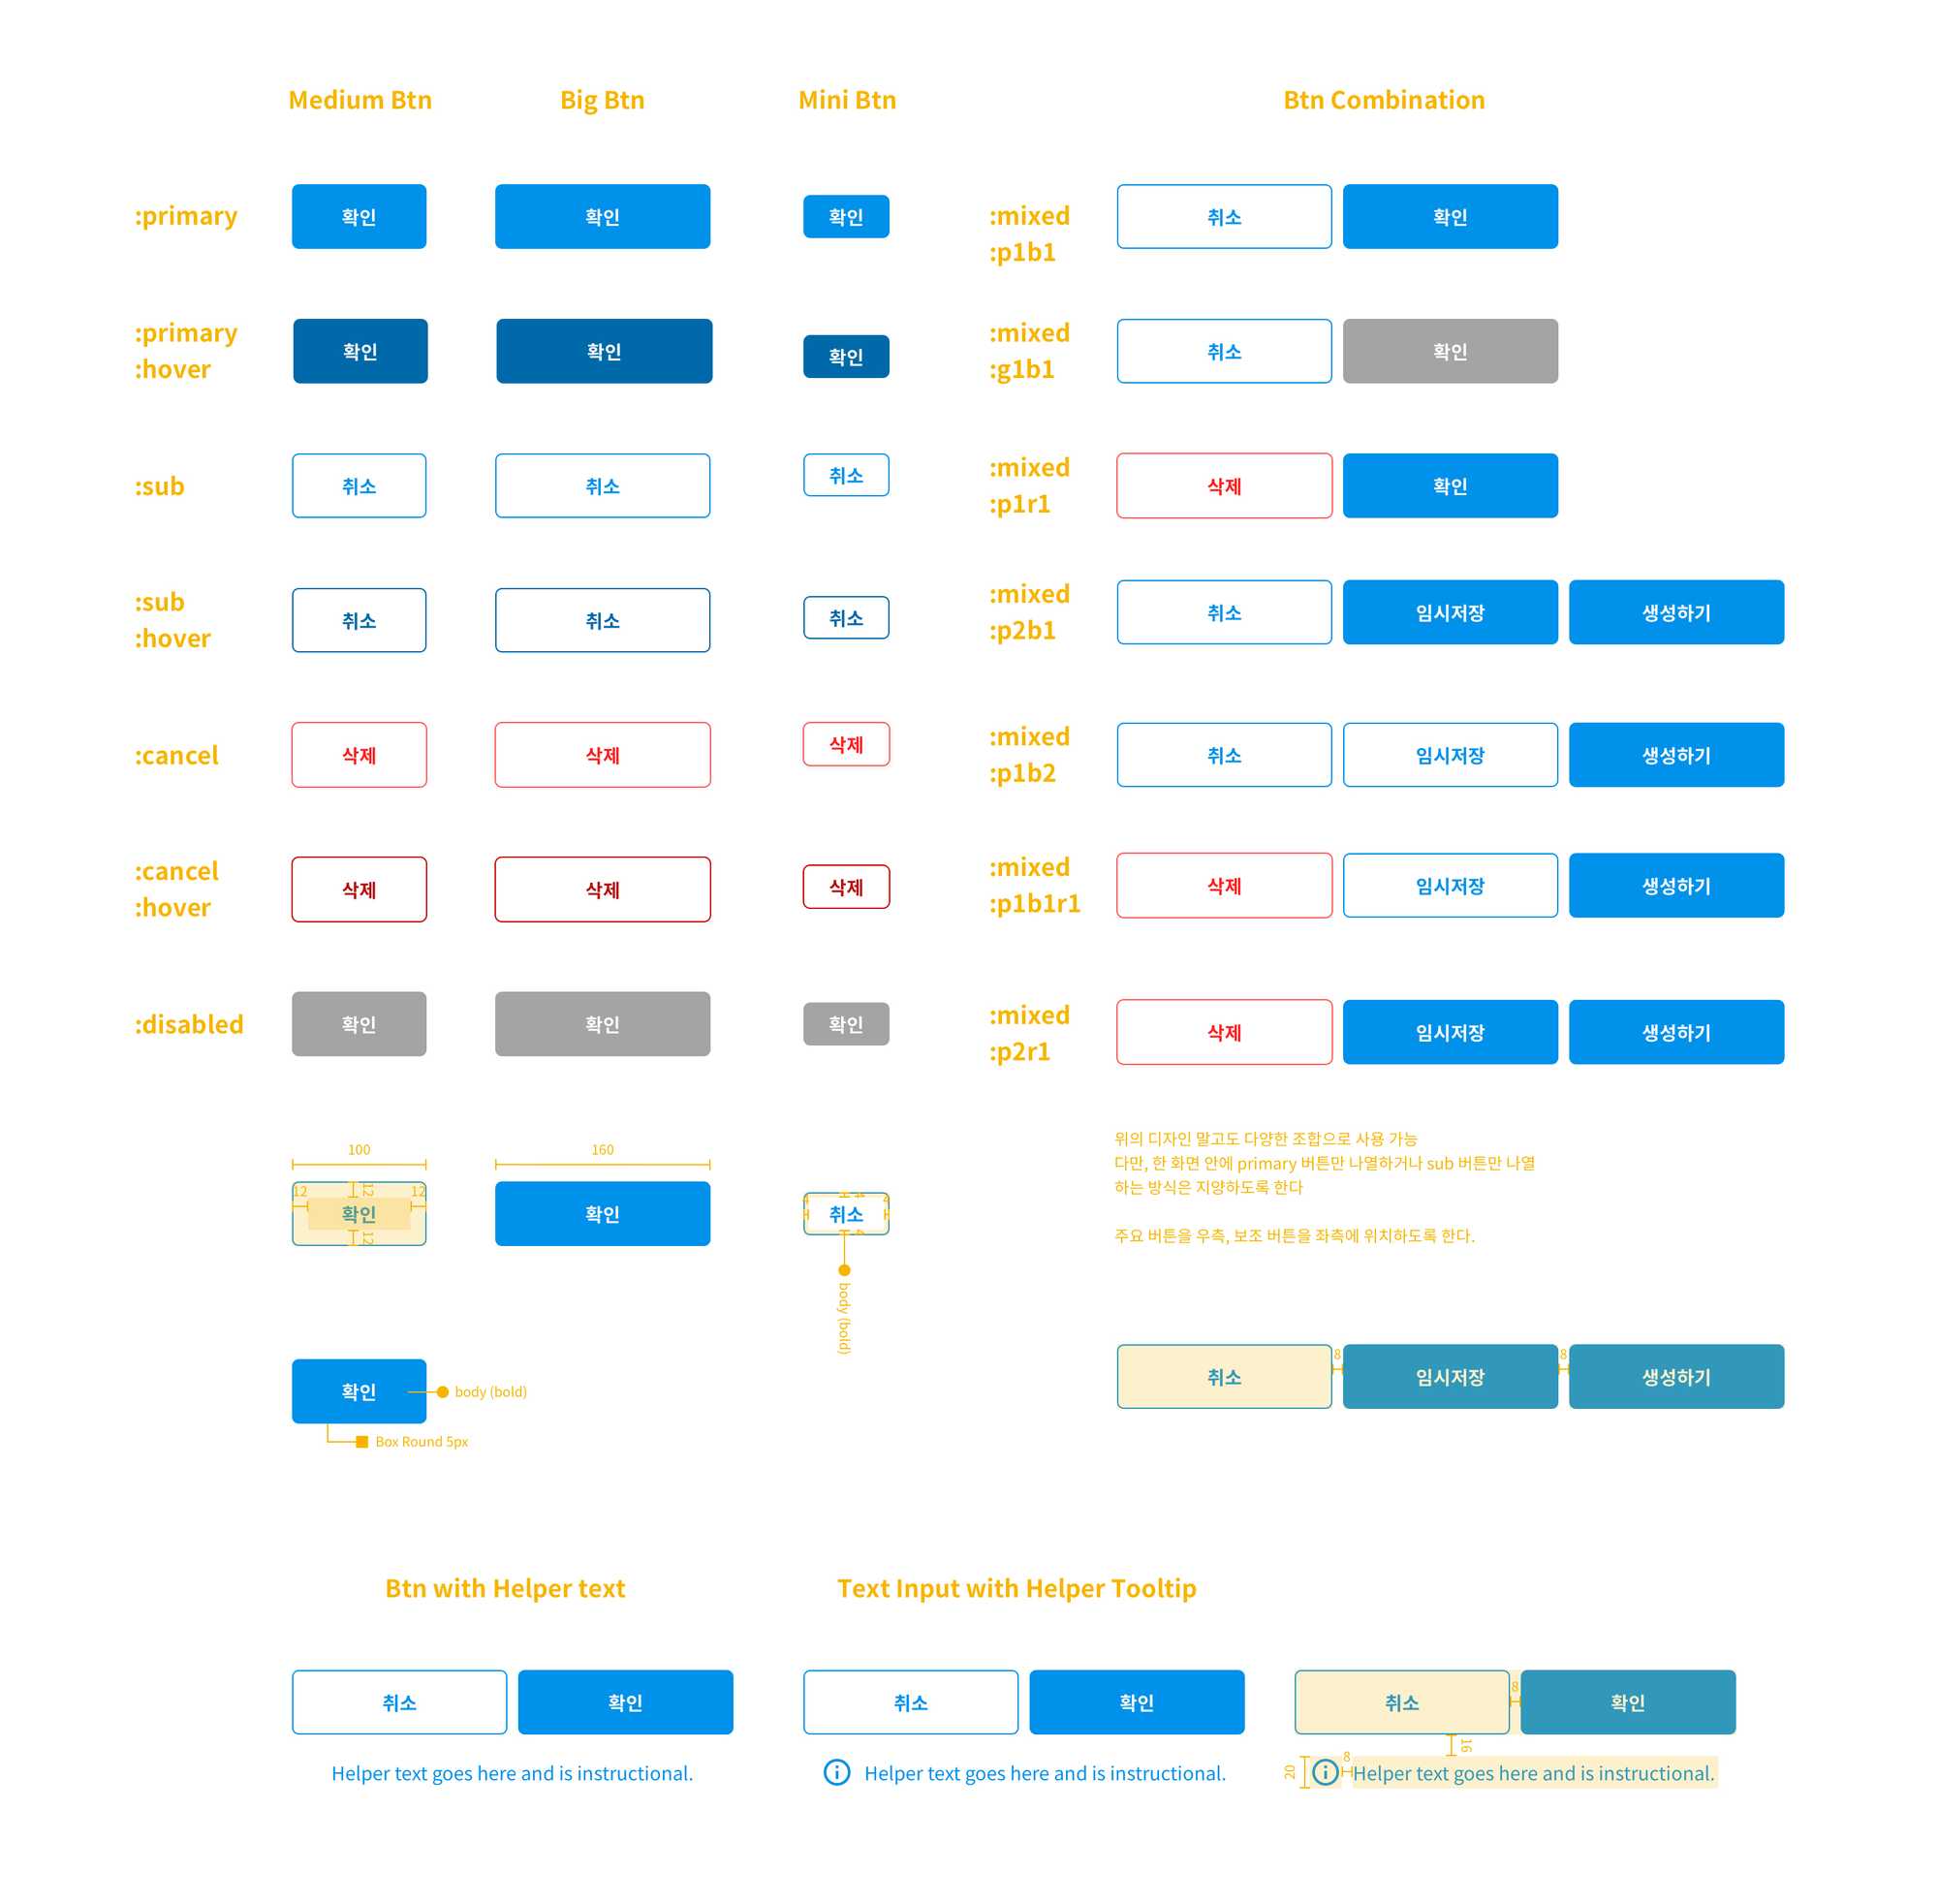 Medium Btn
Big Btn
Mini Btn
Btn Combination
:primary
확인
확인
확인
:mixed
:p1b1
취소
확인
:primary
:hover
확인
확인
확인
:mixed
:g1b1
취소
확인
:sub
취소
취소
취소
:mixed
:p1r1
삭제
확인
:sub
:hover
취소
취소
취소
:mixed
:p2b1
취소
임시저장
생성하기
:cancel
삭제
삭제
삭제
:mixed
:p1b2
취소
임시저장
생성하기
:cancel
:hover
삭제
삭제
삭제
:mixed
:p1b1r1
삭제
임시저장
생성하기
:disabled
확인
확인
확인
:mixed
:p2r1
삭제
임시저장
생성하기
100
12
12
12
확인
12
160
확인
4
4
취소
4
body (bold)
위의 디자인 말고도 다양한 조합으로 사용 가능
다만, 한 화면 안에 primary 버튼만 나열하거나 sub 버튼만 나열
하는 방식은 지양하도록 한다
주요 버튼을 우측, 보조 버튼을 좌측에 위치하도록 한다.
확인
body (bold)
Box Round 5px
취소
8
임시저장
8
생성하기
Btn with Helper text
Text Input with Helper Tooltip
취소
확인
Helper text goes here and is instructional.
취소
확인
Helper text goes here and is instructional.
취소
8
확인
16
20
8
Helper text goes here and is instructional.